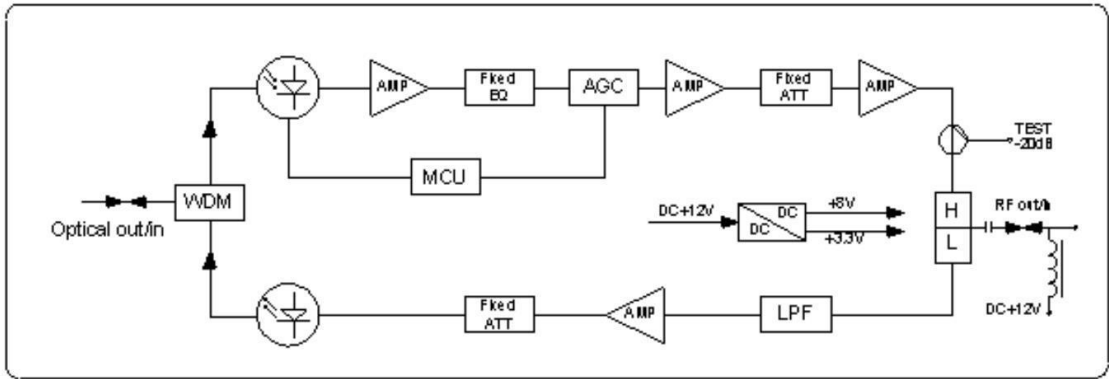 AMP
Fixed
EQ
AGC
AMP
Fixed
ATT
AMP
TEST
-20dB
MCU
WDM
Optical out/in
DC+12V
DC
DC
+8V
+3.3V
H
L
RF out/in
DC+12V
Fixed
ATT
AMP
LPF